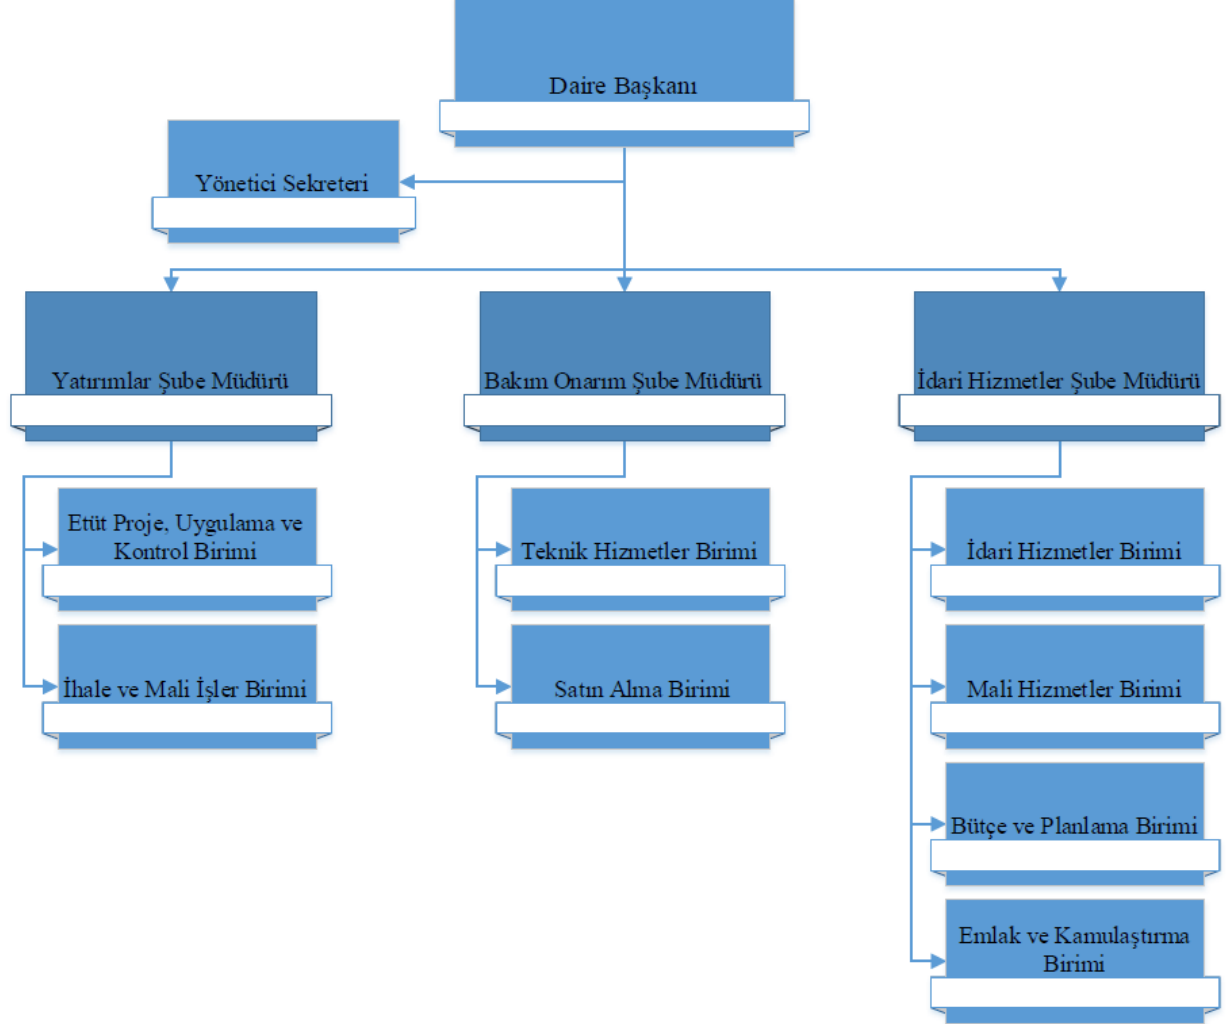 Daire Başkanı
Yönetici Sekreteri
Yatırımlar Şube Müdürü
Bakım Onarım Şube Müdürü
İdari Hizmetler Şube Müdürü
Etüt Proje, Uygulama ve
Kontrol Birimi
Teknik Hizmetler Birimi
İdari Hizmetler Birimi
İhale ve Mali İşler Birimi
Satın Alma Birimi
Mali Hizmetler Birimi
Bütçe ve Planlama Birimi
Emlak ve Kamulaştırma
Birimi